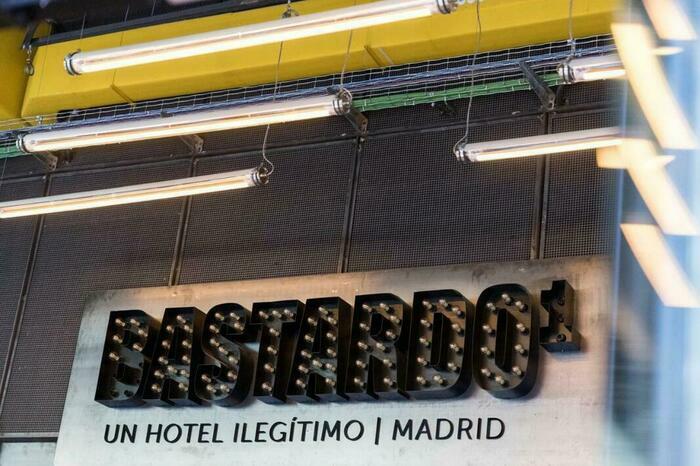 BASTARDO¹
UN HOTEL ILEGÍTIMO | MADRID